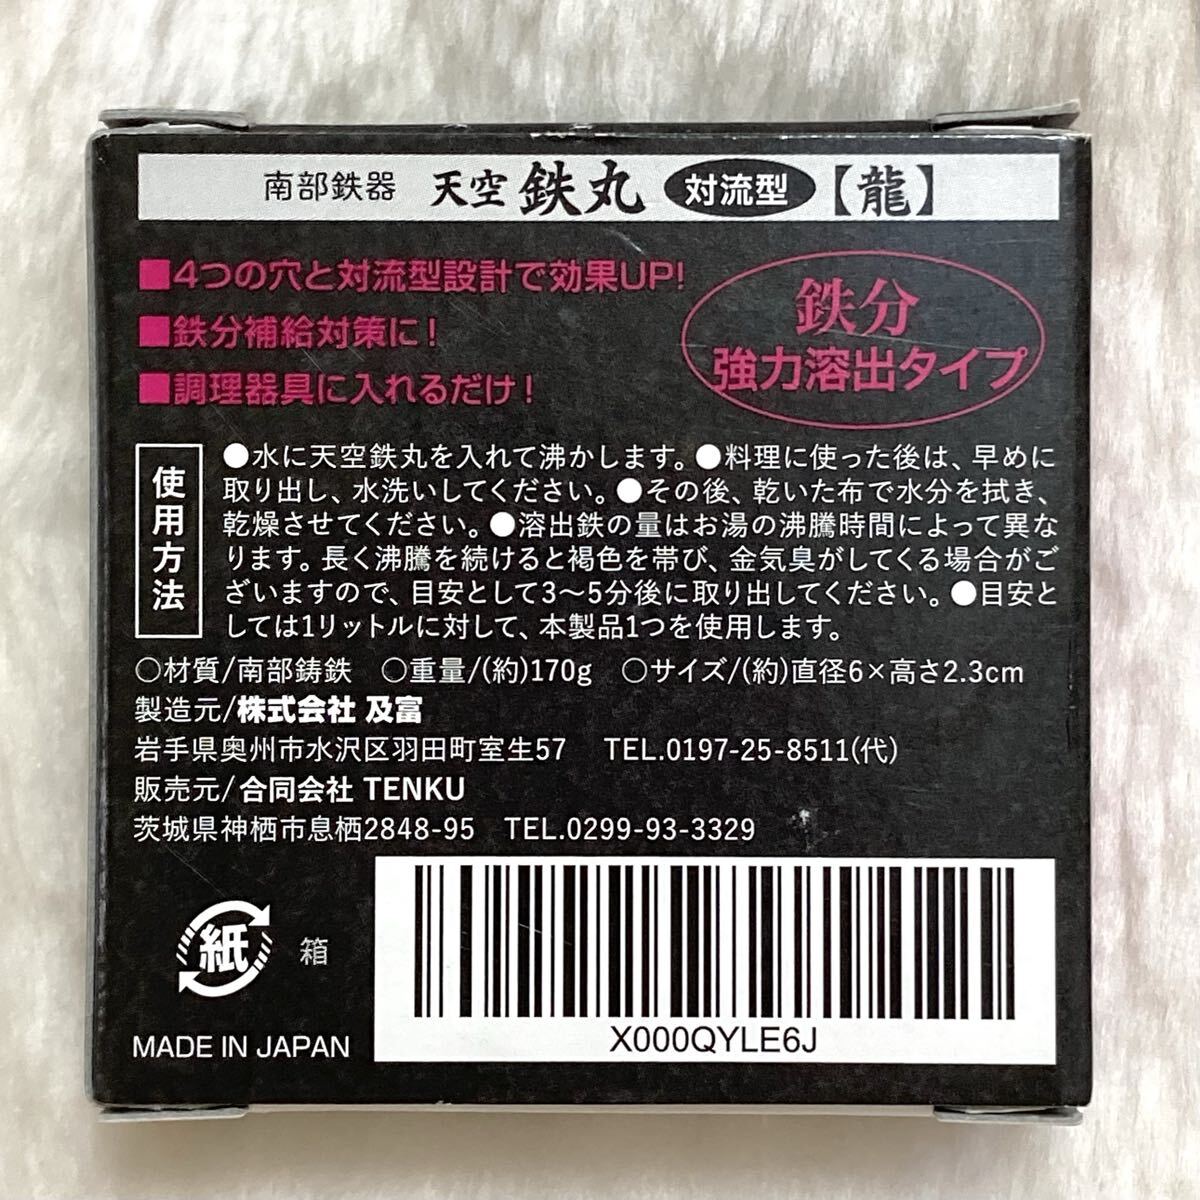 南部鉄器 天空 鉄丸 対流型 【龍】
■4つの穴と対流型設計で効果UP!
■鉄分補給対策に!
■調理器具に入れるだけ!
鉄分
強力溶出タイプ
使用方法
●水に天空鉄丸を入れて沸かします。●料理に使った後は、早めに
取り出し、水洗いしてください。●その後、乾いた布で水分を拭き、
乾燥させてください。●溶出鉄の量はお湯の沸騰時間によって異な
ります。長く沸騰を続けると褐色を帯び、金気臭がしてくる場合がご
ざいますので、目安として3〜5分後に取り出してください。●目安と
しては1リットルに対して、本製品1つを使用します。
○材質/南部鋳鉄 ○重量/(約)170g ○サイズ/(約)直径6×高さ2.3cm
製造元/株式会社 及富
岩手県奥州市水沢区羽田町室生57 TEL.0197-25-8511(代)
販売元/合同会社 TENKU
茨城県神栖市息栖2848-95 TEL.0299-93-3329
紙 箱
MADE IN JAPAN
X000QYLE6J